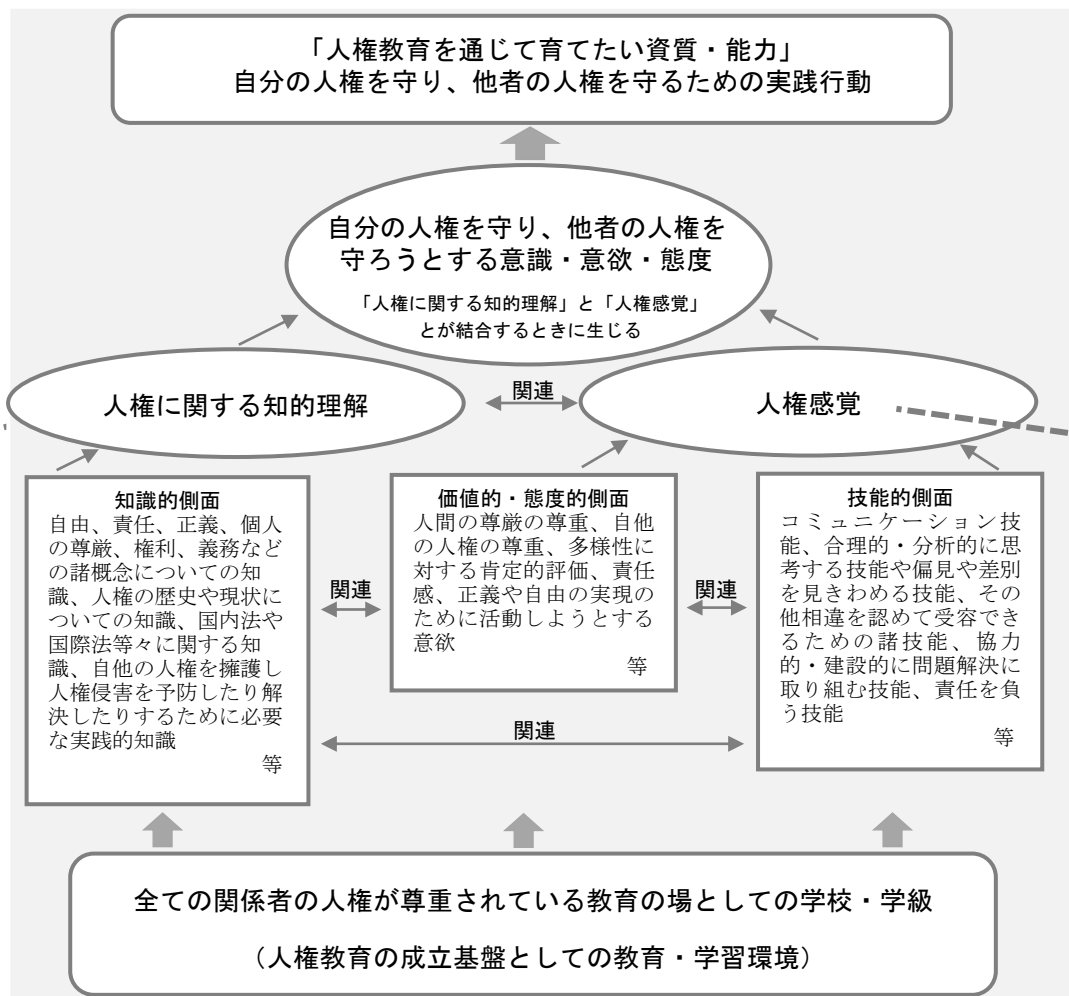 「人権教育を通じて育てたい資質・能力」
自分の人権を守り、他者の人権を守るための実践行動
自分の人権を守り、他者の人権を
守ろうとする意識・意欲・態度
「人権に関する知的理解」と「人権感覚」
とが結合するときに生じる
人権に関する知的理解
関連
人権感覚
知識的側面
自由、責任、正義、個人
の尊厳、権利、義務など
の諸概念についての知
識、人権の歴史や現状に
ついての知識、国内法や
国際法等々に関する知
識、自他の人権を擁護し
人権侵害を予防したり解
決したりするために必要
な実践的知識
等
関連
価値的・態度的側面
人間の尊厳の尊重、自他
の人権の尊重、多様性に
対する肯定的評価、責任
感、正義や自由の実現の
ために活動しようとする
意欲
等
関連
技能的側面
コミュニケーション技
能、合理的・分析的に思
考する技能や偏見や差別
を見きわめる技能、その
他相違を認めて受容でき
るための諸技能、協力
的・建設的に問題解決に
取り組む技能、責任を負
う技能
等
関連
全ての関係者の人権が尊重されている教育の場としての学校・学級
（人権教育の成立基盤としての教育・学習環境）